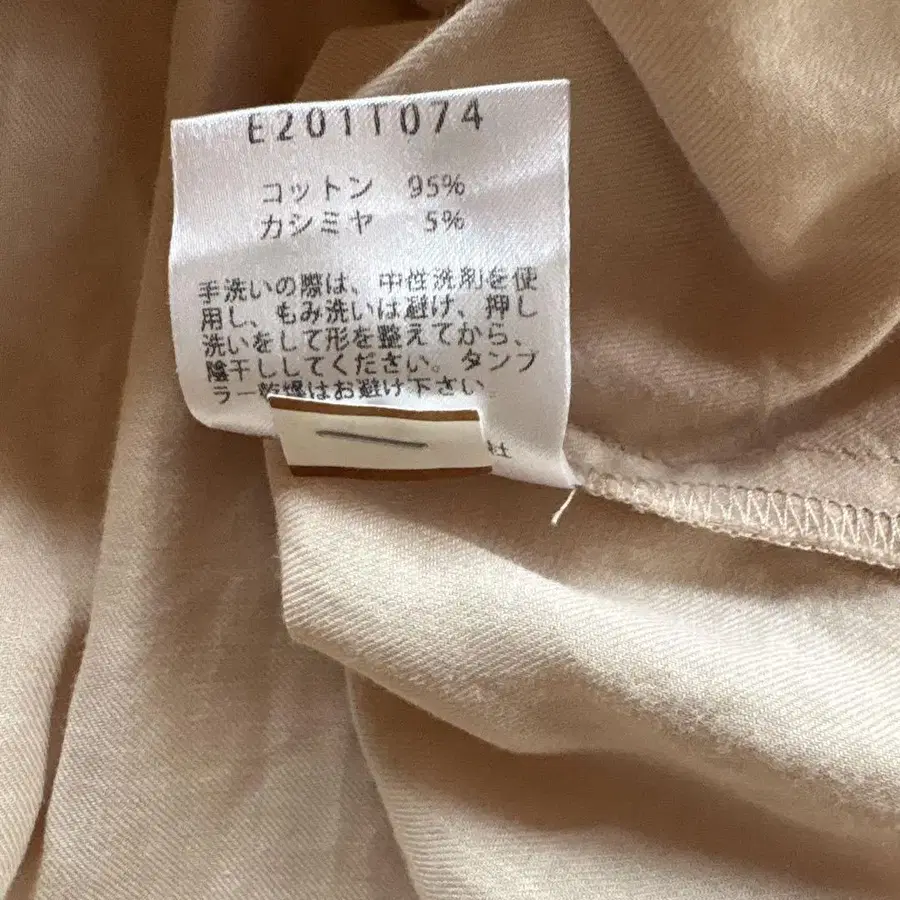 E201T074
コットン 95%
カシミヤ 5%
手洗いの際は、中性洗剤を使
用し、もみ洗いは避け、押し
洗いをして形を整えてから、
陰干ししてください。タンブ
ラー乾燥はお避け下さい。
社